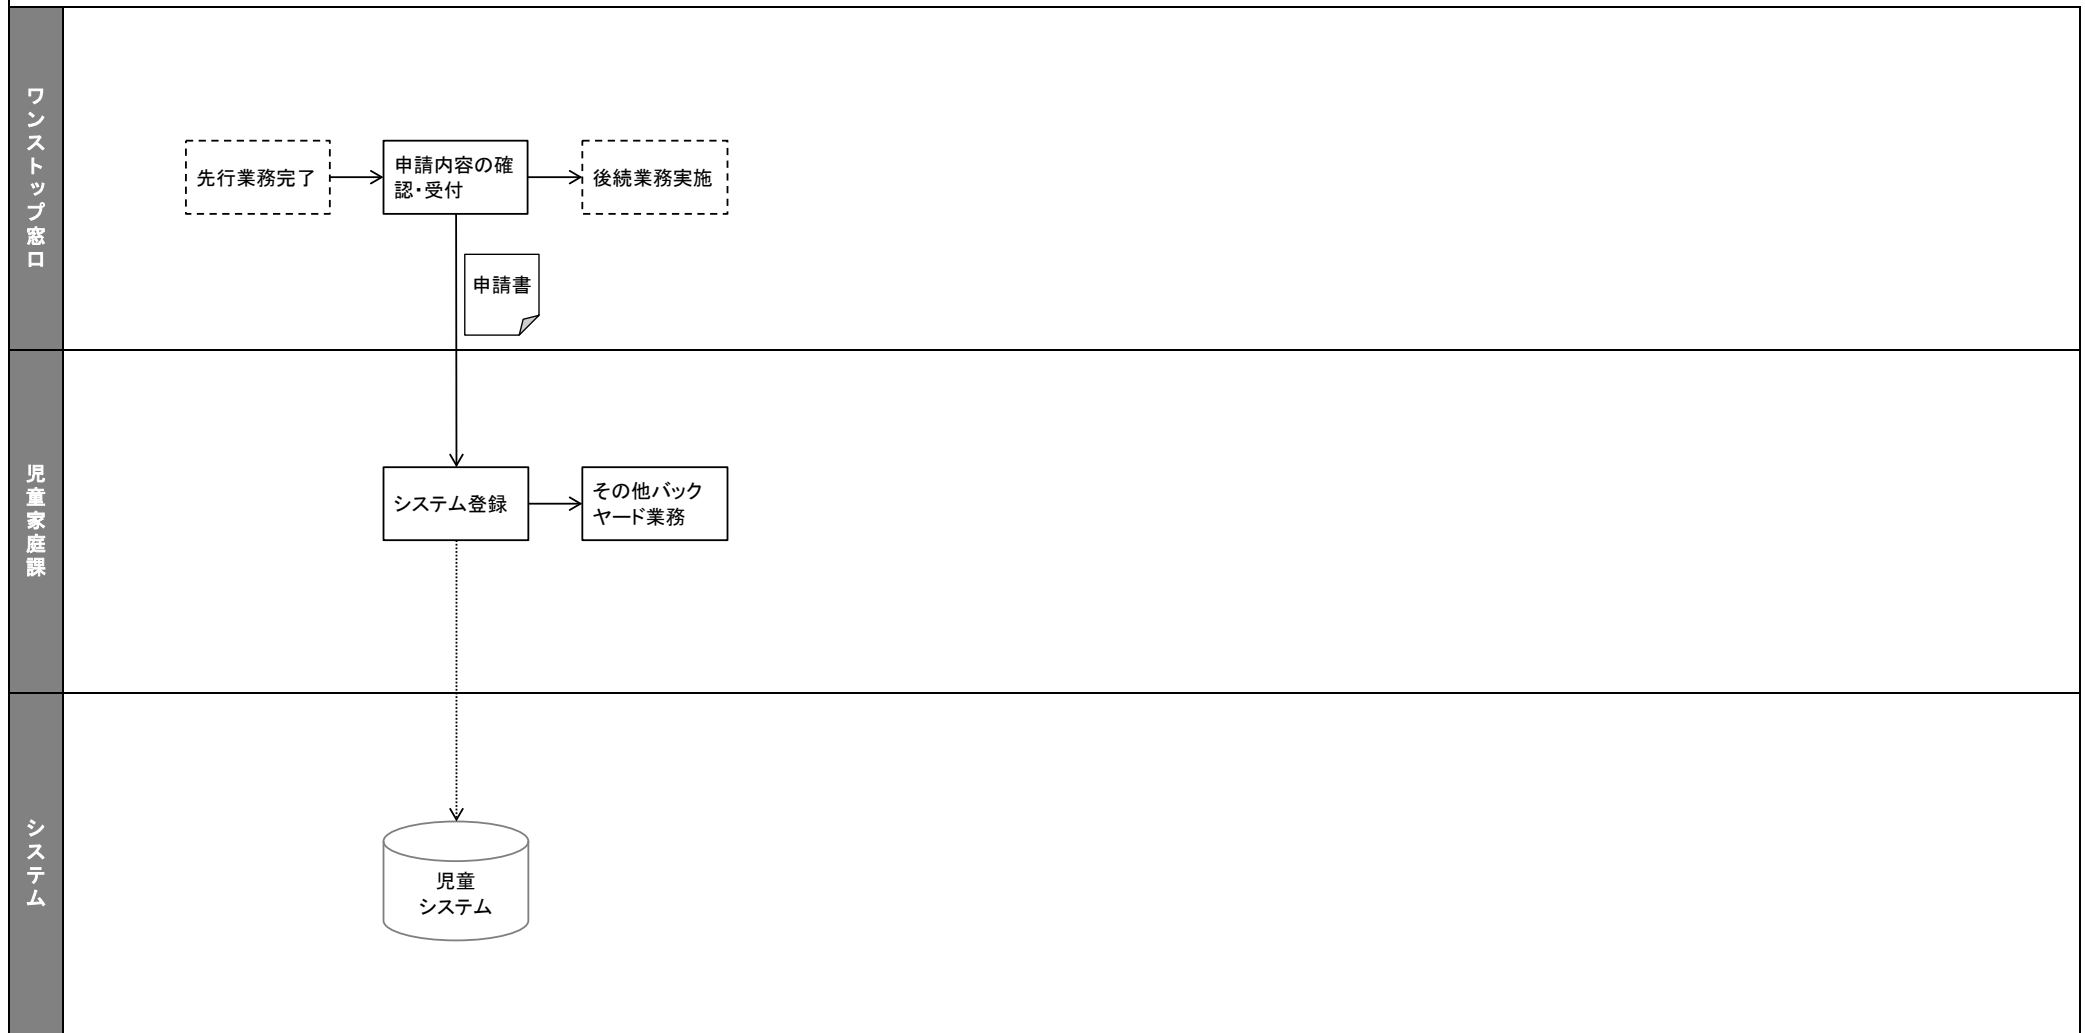 ワンストップ窓口
先行業務完了
申請内容の確
認・受付
後続業務実施
申請書
児童家庭課
システム登録
その他バック
ヤード業務
システム
児童
システム